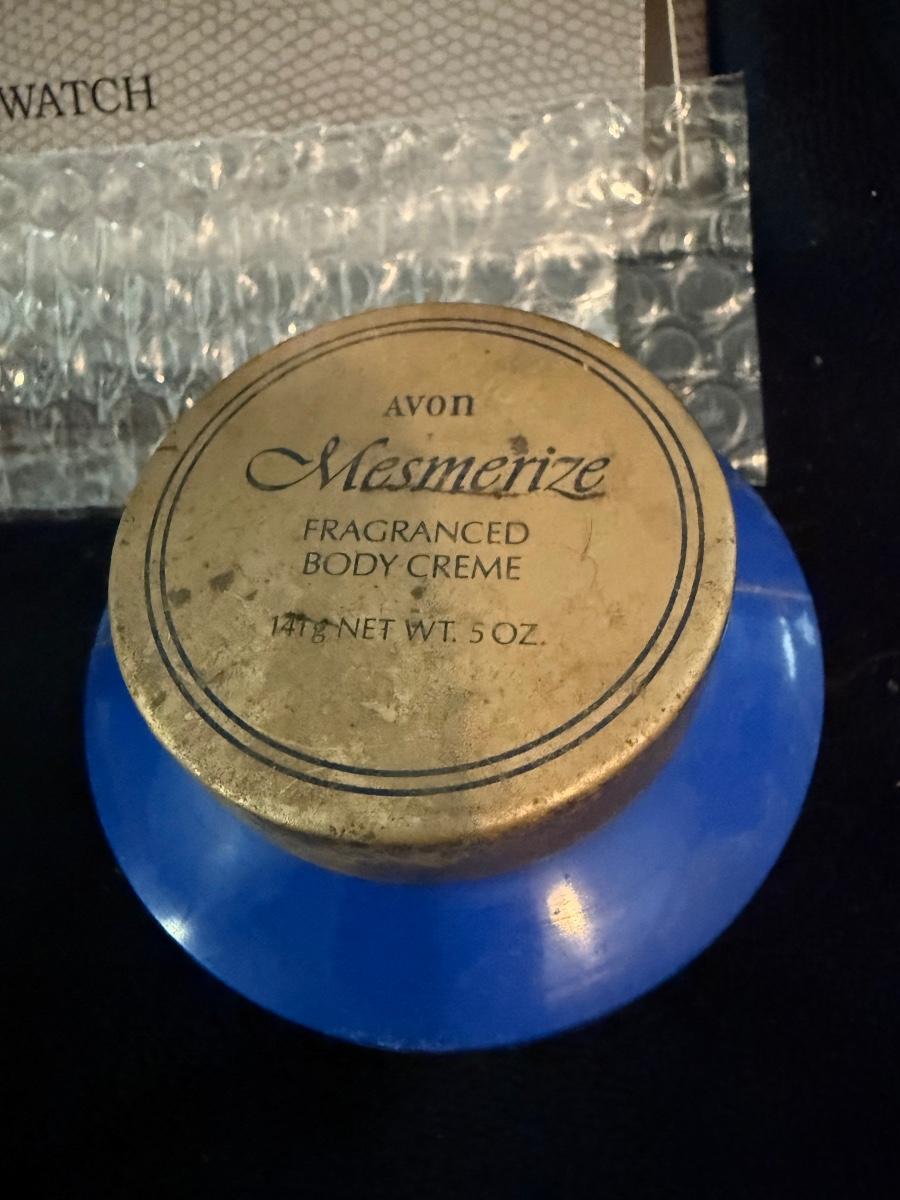 WATCH
AVON
Mesmerize
FRAGRANCED
BODY CREME
141g NET WT. 5 OZ.